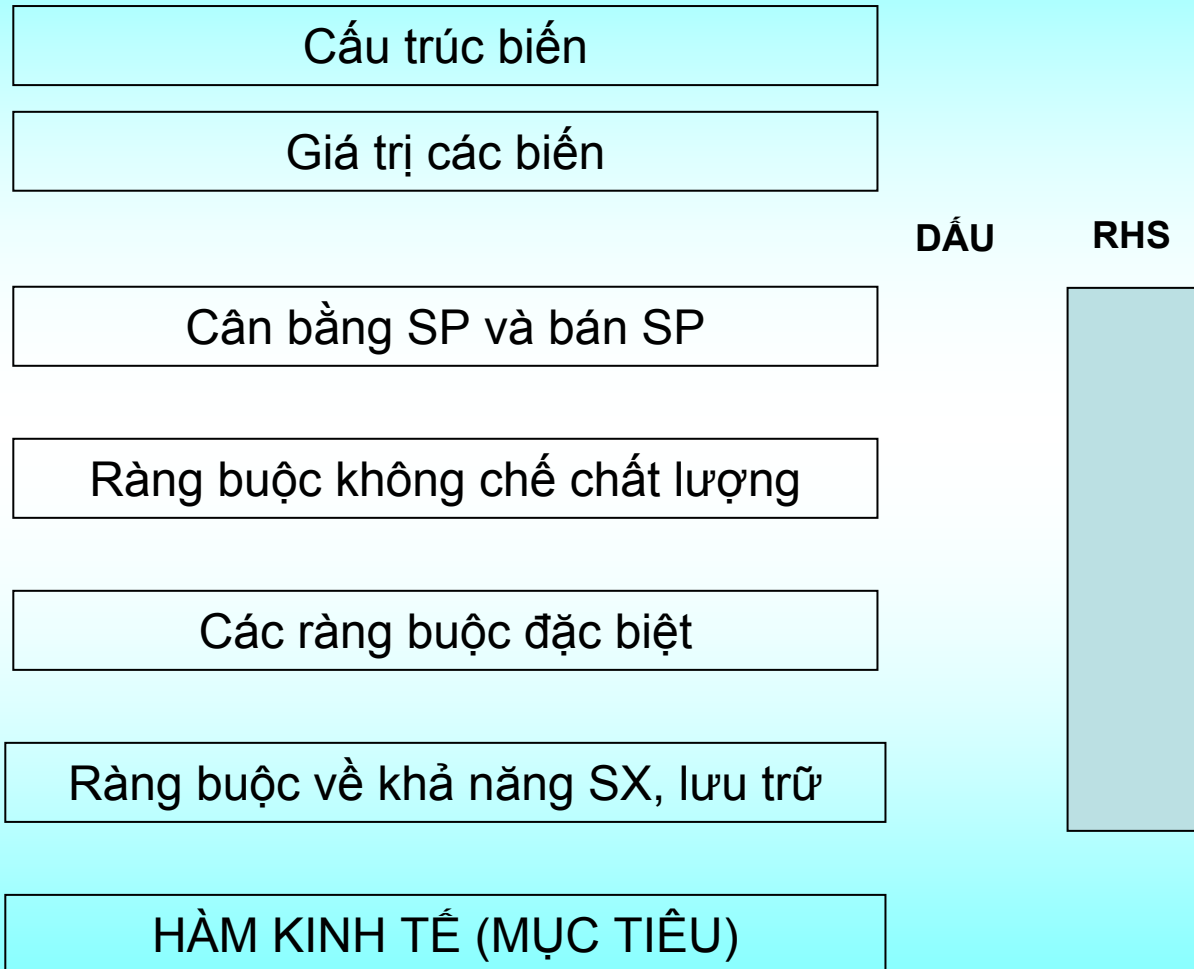 Cấu trúc biến
Giá trị các biến
DẤU RHS
Cân bằng SP và bán SP
Ràng buộc không chế chất lượng
Các ràng buộc đặc biệt
Ràng buộc về khả năng SX, lưu trữ
HÀM KINH TẾ (MỤC TIÊU)